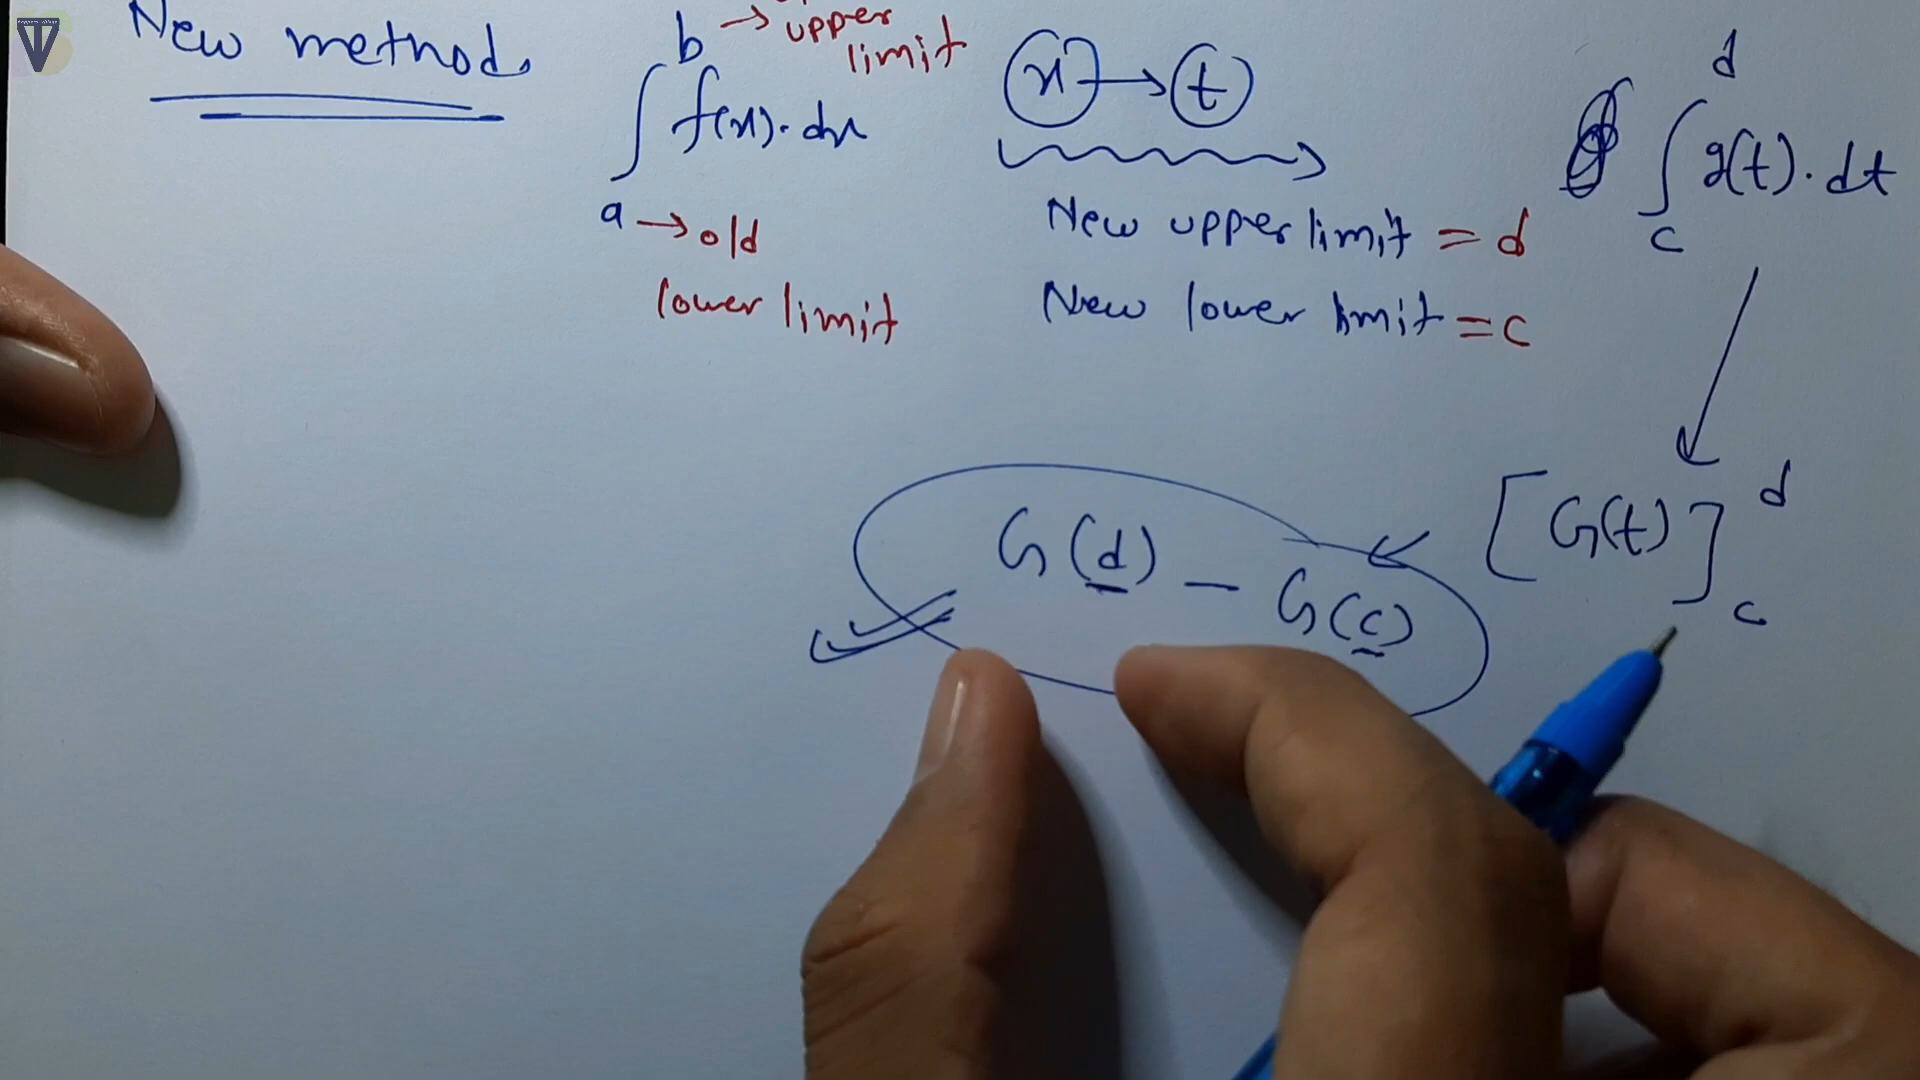 New method
∫ f(x).dx
b → upper limit
a → old
lower limit
x → t
New upper limit = d
New lower limit = c
d
∫ g(t).dt
c
[G(t)]
d
c
G(d) - G(c)